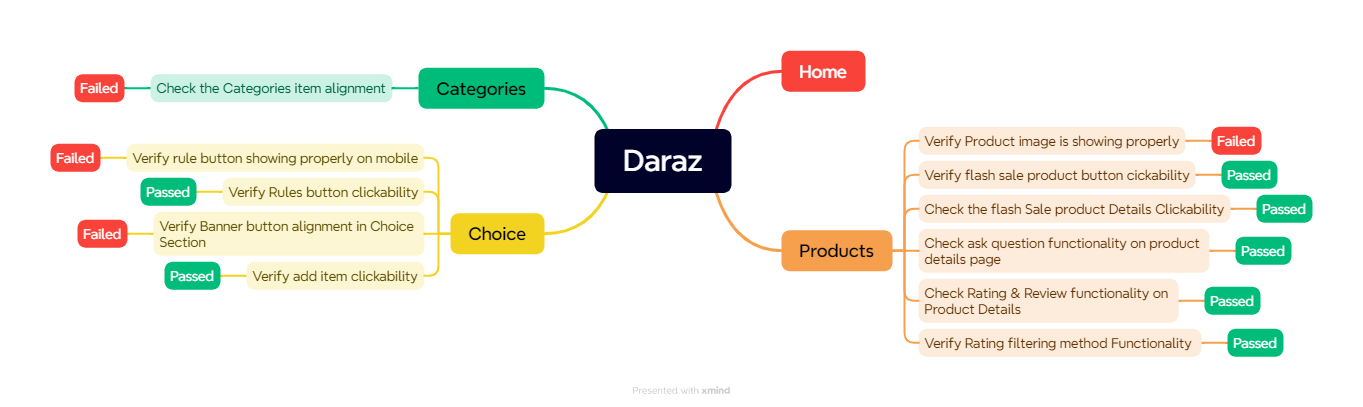 Daraz
Home
Products
Verify Product image is showing properly
Failed
Verify flash sale product button cickability
Passed
Check the flash Sale product Details Clickability
Passed
Check ask question functionality on product
details page
Passed
Check Rating & Review functionality on
Product Details
Passed
Verify Rating filtering method Functionality
Passed
Categories
Check the Categories item alignment
Failed
Choice
Verify rule button showing properly on mobile
Failed
Verify Rules button clickability
Passed
Verify Banner button alignment in Choice
Section
Failed
Verify add item clickability
Passed
Presented with xmind